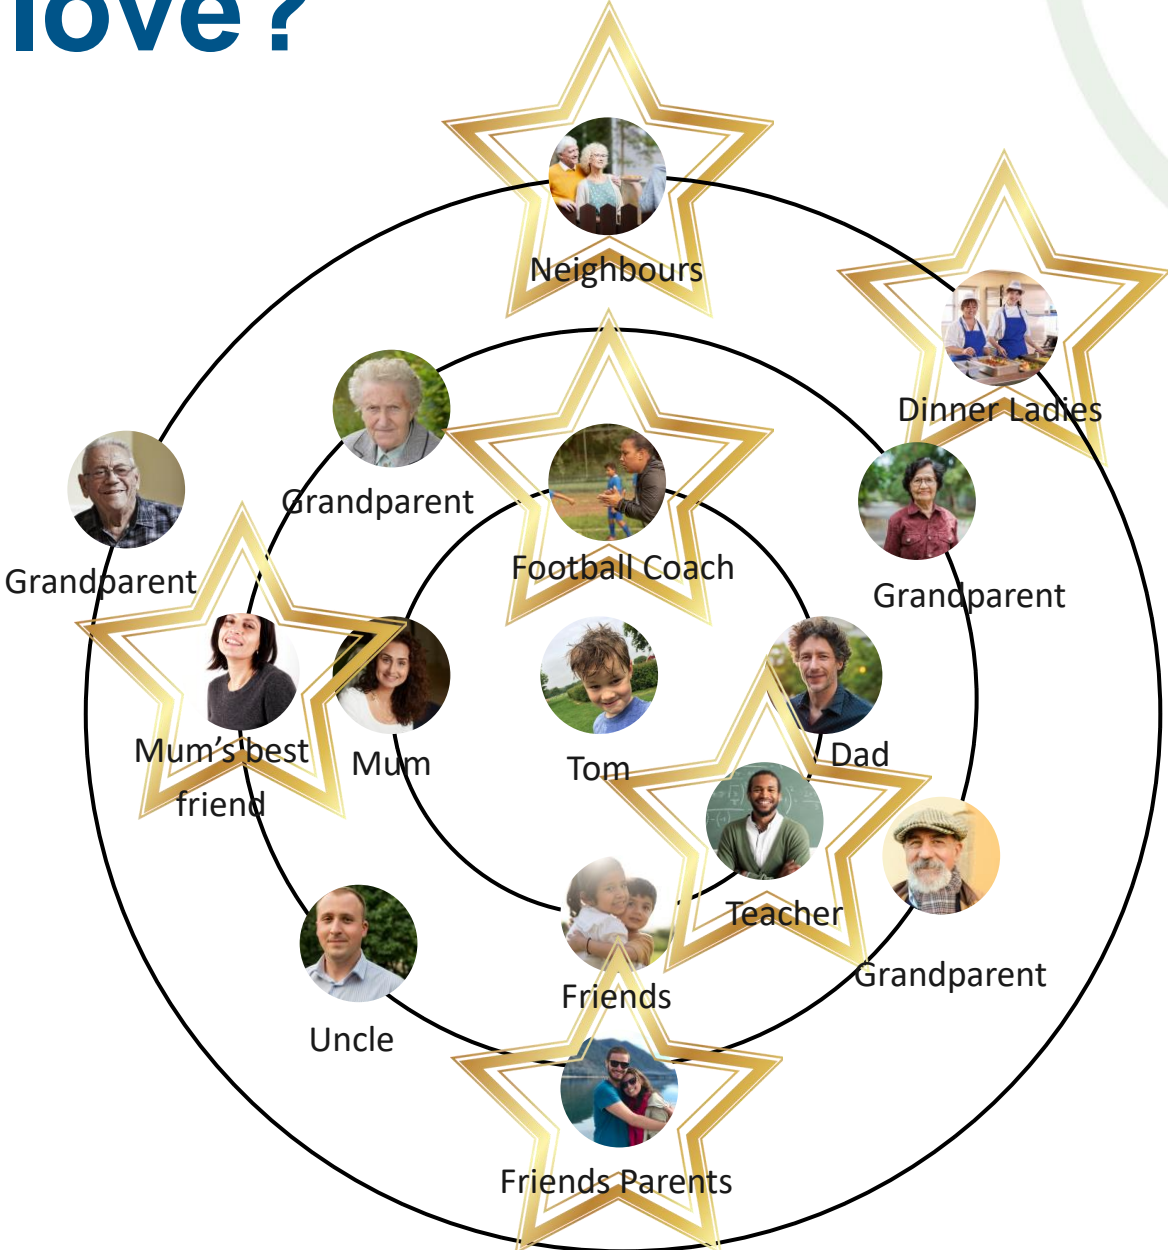 love?
Neighbours
Dinner Ladies
Grandparent
Football Coach
Grandparent
Grandparent
Mum's best
friend
Mum
Tom
Dad
Teacher
Grandparent
Friends
Uncle
Friends Parents